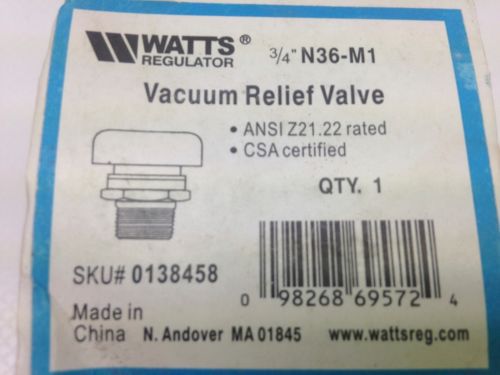 WATTS® 3/4" N36-M1
REGULATOR
Vacuum Relief Valve
• ANSI Z21.22 rated
• CSA certified
QTY. 1
SKU# 0138458
0 98268 69572 4
Made in
China N. Andover MA 01845 www.wattsreg.com